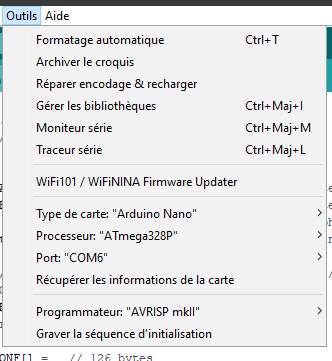 Outils Aide
Formatage automatique Ctrl+T
Archiver le croquis
Réparer encodage & recharger
Gérer les bibliothèques Ctrl+Maj+I
Moniteur série Ctrl+Maj+M
Traceur série Ctrl+Maj+L
WiFi101 / WiFiNINA Firmware Updater
Type de carte: "Arduino Nano"
Processeur: "ATmega328P"
Port: "COM6"
Récupérer les informations de la carte
Programmateur: "AVRISP mkII"
Graver la séquence d'initialisation
ONE[] = // 126 bytes